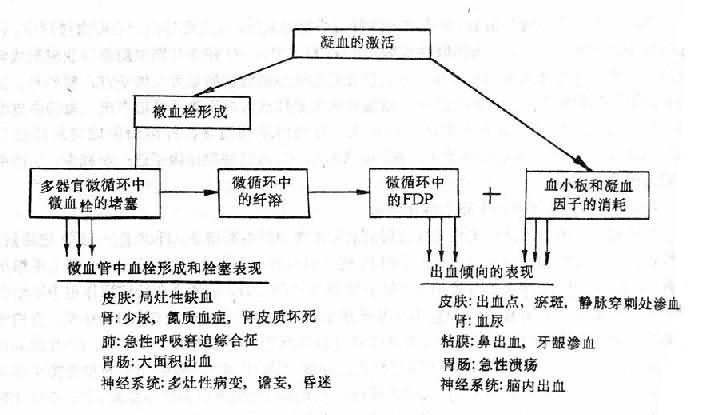 凝血的激活
微血栓形成
多器官微循环中
微血栓的堵塞
微循环中
的纤溶
微循环中
的FDP
+
血小板和凝血
因子的消耗
微血管中血栓形成和栓塞表现
皮肤:局灶性缺血
肾:少尿,氮质血症,肾皮质坏死
肺:急性呼吸窘迫综合征
胃肠:大面积出血
神经系统:多灶性病变,谵妄,昏迷
出血倾向的表现
皮肤:出血点,瘀斑,静脉穿刺处渗血
肾:血尿
粘膜:鼻出血,牙龈渗血
胃肠:急性溃疡
神经系统:脑内出血